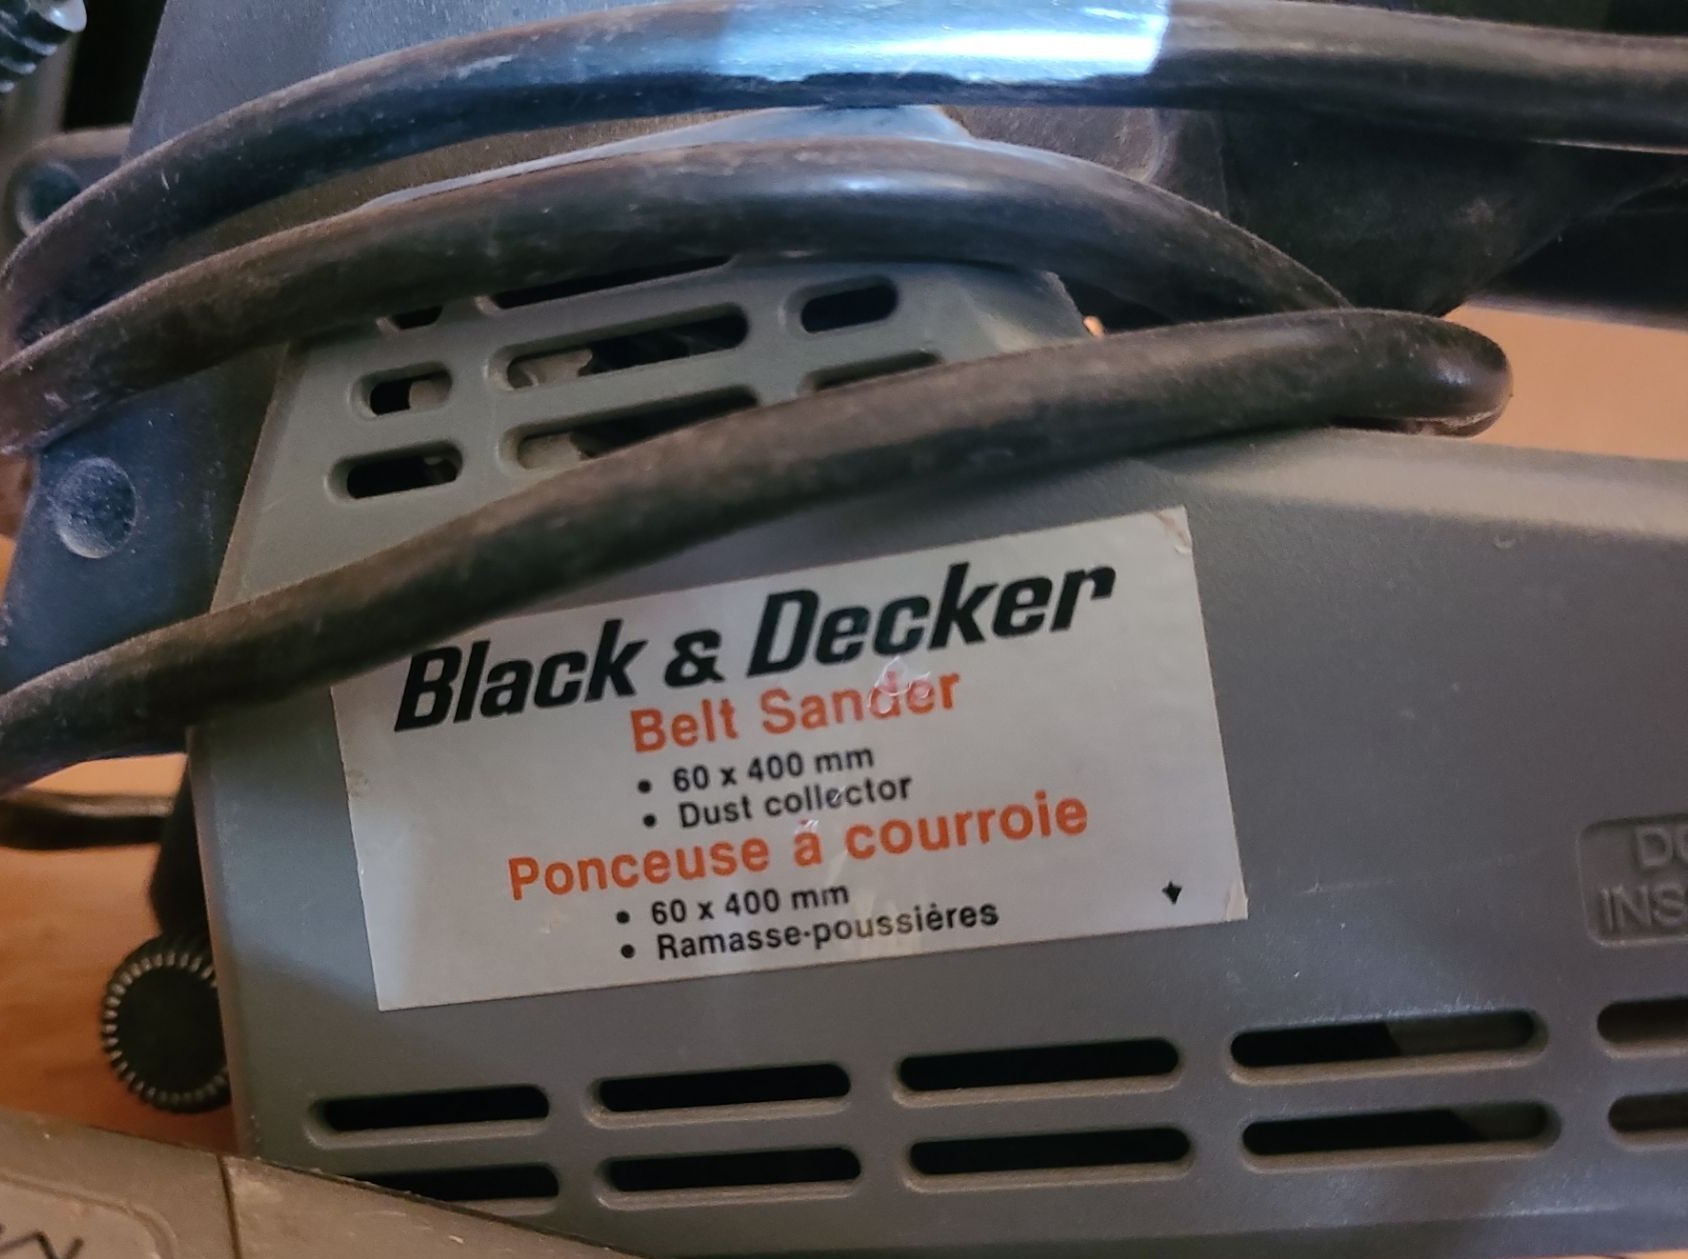 Black & Decker
Belt Sander
• 60 x 400 mm
• Dust collector
Ponceuse à courroie
• 60 x 400 mm
• Ramasse-poussières